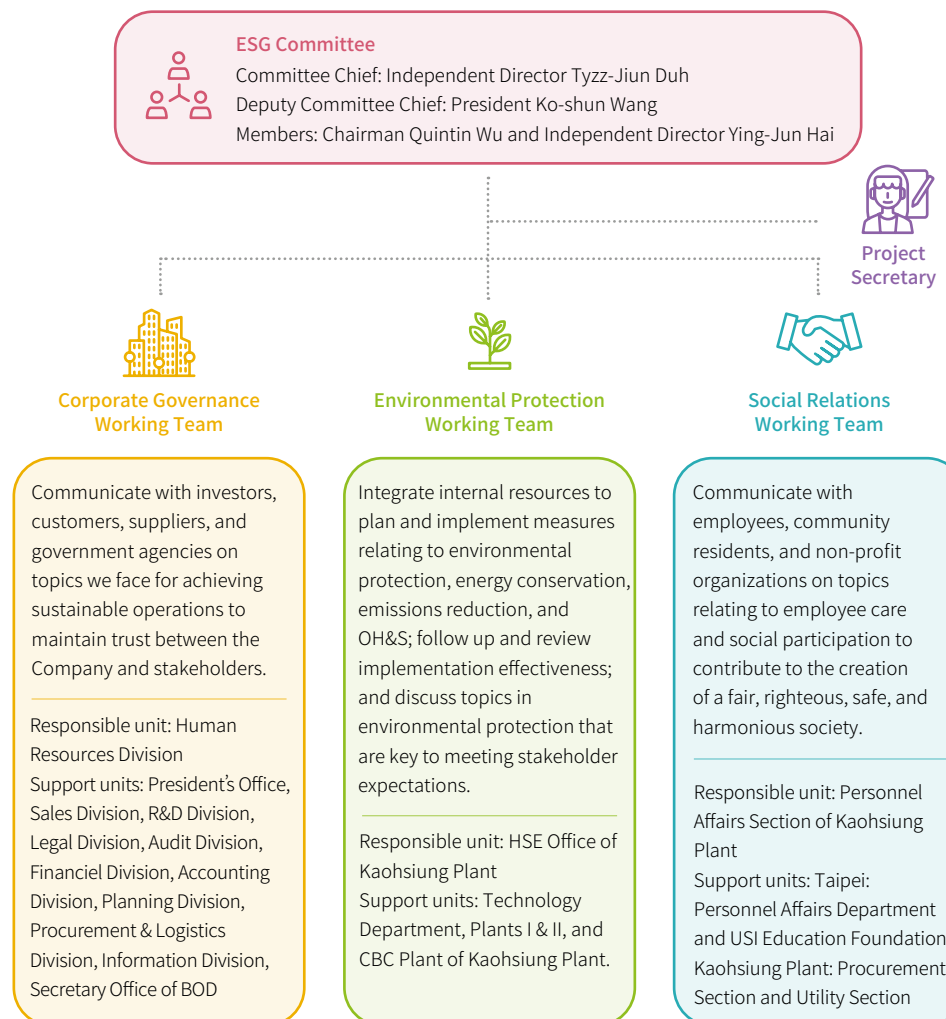 ESG Committee
Committee Chief: Independent Director Tyzz-Jiun Duh
Deputy Committee Chief: President Ko-shun Wang
Members: Chairman Quintin Wu and Independent Director Ying-Jun Hai
Project
Secretary
Corporate Governance
Working Team
Communicate with investors,
customers, suppliers, and
government agencies on
topics we face for achieving
sustainable operations to
maintain trust between the
Company and stakeholders.
Responsible unit: Human
Resources Division
Support units: President’s Office,
Sales Division, R&D Division,
Legal Division, Audit Division,
Financiel Division, Accounting
Division, Planning Division,
Procurement & Logistics
Division, Information Division,
Secretary Office of BOD
Environmental Protection
Working Team
Integrate internal resources to
plan and implement measures
relating to environmental
protection, energy conservation,
emissions reduction, and
OH&S; follow up and review
implementation effectiveness;
and discuss topics in
environmental protection that
are key to meeting stakeholder
expectations.
Responsible unit: HSE Office of
Kaohsiung Plant
Support units: Technology
Department, Plants I & II, and
CBC Plant of Kaohsiung Plant.
Social Relations
Working Team
Communicate with
employees, community
residents, and non-profit
organizations on topics
relating to employee care
and social participation to
contribute to the creation
of a fair, righteous, safe, and
harmonious society.
Responsible unit: Personnel
Affairs Section of Kaohsiung
Plant
Support units: Taipei:
Personnel Affairs Department
and USI Education Foundation
Kaohsiung Plant: Procurement
Section and Utility Section